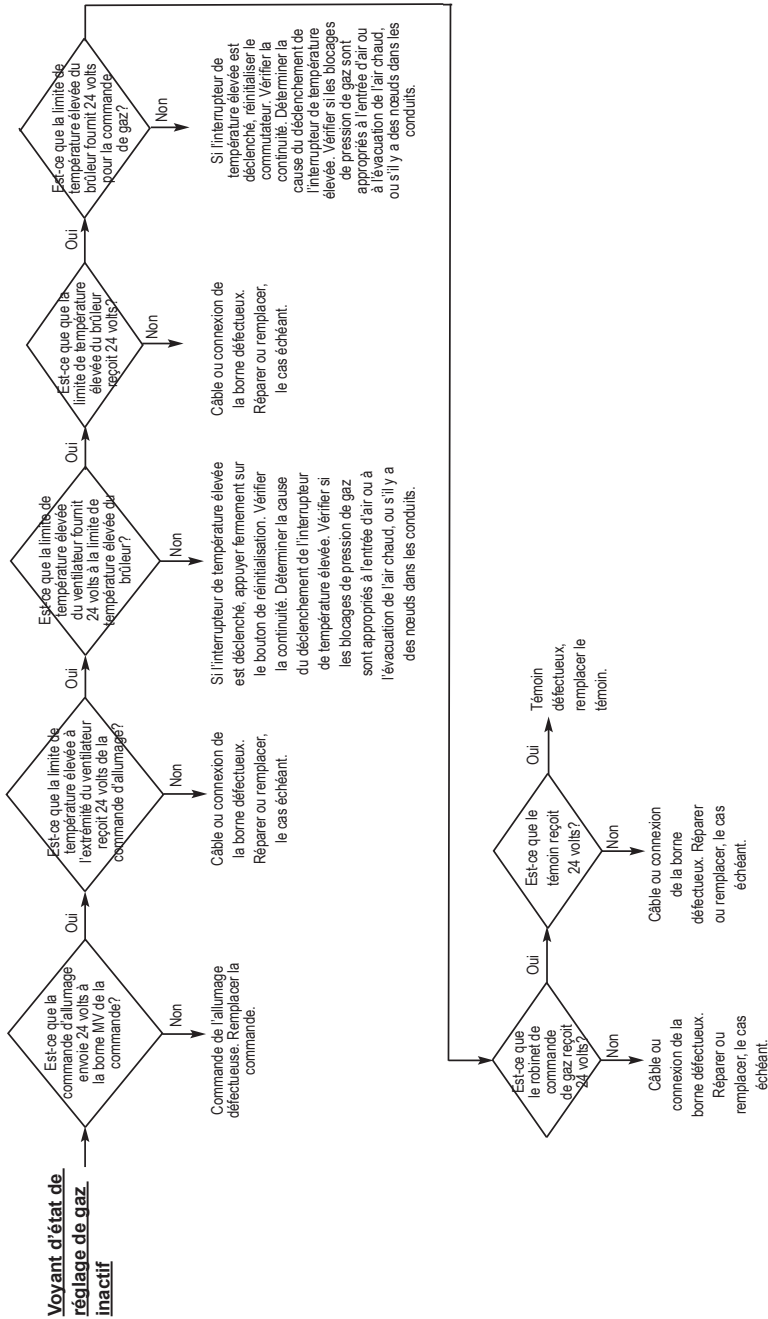 Voyant d'état de
réglage de gaz
inactif
Est-ce que la
commande d'allumage
envoie 24 volts à
la borne MV de la
commande?
Oui
Non
Commande de l'allumage
défectueuse. Remplacer la
commande.
Est-ce que la limite de
température élevée à
l'extrémité du ventilateur
reçoit 24 volts de la
commande d'allumage?
Oui
Non
Câble ou connexion de
la borne défectueux.
Réparer ou remplacer,
le cas échéant.
Est-ce que la limite de
température élevée
du ventilateur fournit
24 volts à la limite de
température élevée du
brûleur?
Oui
Non
Si l'interrupteur de température élevée
est déclenché, appuyer fermement sur
le bouton de réinitialisation. Vérifier
la continuité. Déterminer la cause
du déclenchement de l'interrupteur
de température élevée. Vérifier si
les blocages de pression de gaz
sont appropriés à l'entrée d'air ou à
l'évacuation de l'air chaud, ou s'il y a
des nœuds dans les conduits.
Est-ce que que la
limite de température
élevée du brûleur
reçoit 24 volts?
Oui
Non
Câble ou connexion de
la borne défectueux.
Réparer ou remplacer,
le cas échéant.
Est-ce que la limite de
température élevée du
brûleur fournit 24 volts
pour la commande
de gaz?
Non
Si l'interrupteur de
température élevée est
déclenché, réinitialiser le
commutateur. Vérifier la
continuité. Déterminer la
cause du déclenchement de
l'interrupteur de température
élevée. Vérifier si les blocages
de pression de gaz sont
appropriés à l'entrée d'air ou
à l'évacuation de l'air chaud,
ou s'il y a des nœuds dans les
conduits.
Est-ce que
le robinet de
commande
de gaz reçoit
24 volts?
Oui
Non
Câble ou
connexion de la
borne défectueux.
Réparer ou
remplacer, le cas
échéant.
Est-ce que le
témoin reçoit
24 volts?
Oui
Non
Câble ou connexion
de la borne
défectueux. Réparer
ou remplacer, le cas
échéant.
Témoin
défectueux,
remplacer le
témoin.